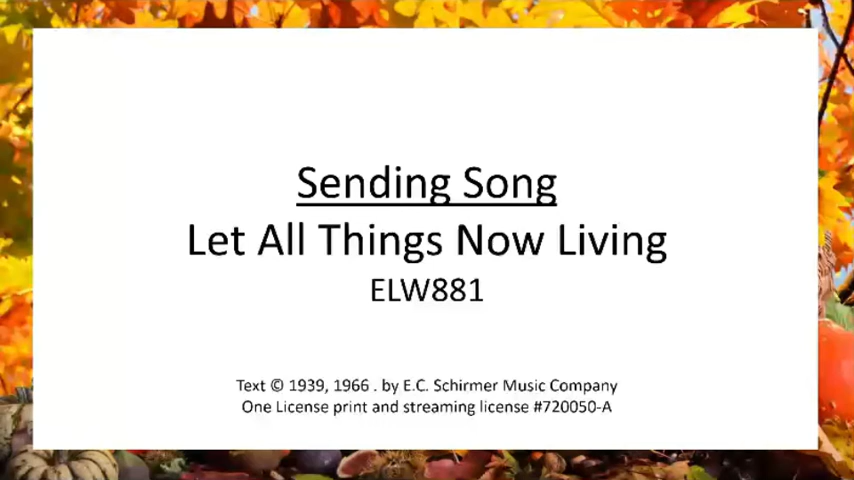 Sending Song
Let All Things Now Living
ELW881
Text © 1939, 1966 . by E.C. Schirmer Music Company
One License print and streaming license #720050-A